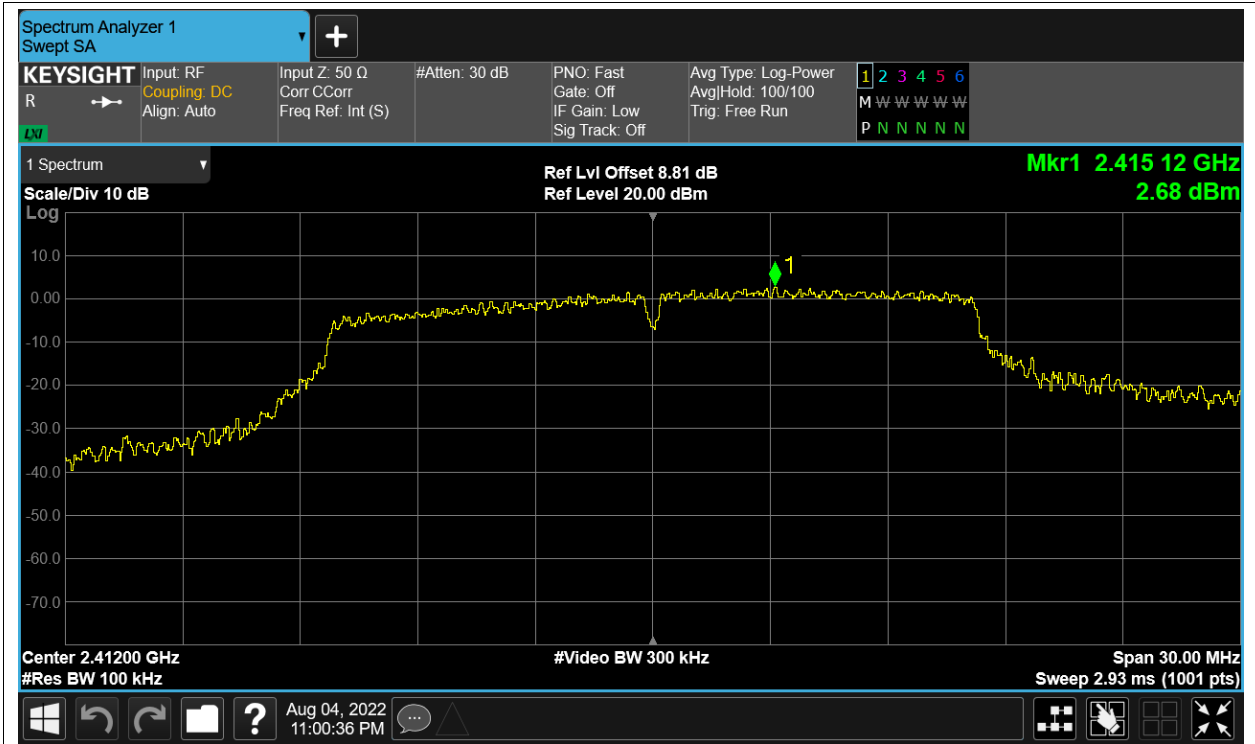 Spectrum Analyzer 1
Swept SA
KEYSIGHT
R
LXI
Input: RF
Coupling: DC
Align: Auto
Input Z: 50 Ω
Corr CCorr
Freq Ref: Int (S)
#Atten: 30 dB
PNO: Fast
Gate: Off
IF Gain: Low
Sig Track: Off
Avg Type: Log-Power
Avg|Hold: 100/100
Trig: Free Run
1 2 3 4 5 6
M W W W W W
P N N N N N
1 Spectrum
Scale/Div 10 dB
Ref Lvl Offset 8.81 dB
Ref Level 20.00 dBm
Mkr1 2.415 12 GHz
2.68 dBm
Log
10.0
0.00
-10.0
-20.0
-30.0
-40.0
-50.0
-60.0
-70.0
1
Center 2.41200 GHz
#Video BW 300 kHz
Span 30.00 MHz
#Res BW 100 kHz
Sweep 2.93 ms (1001 pts)
?
Aug 04, 2022
11:00:36 PM